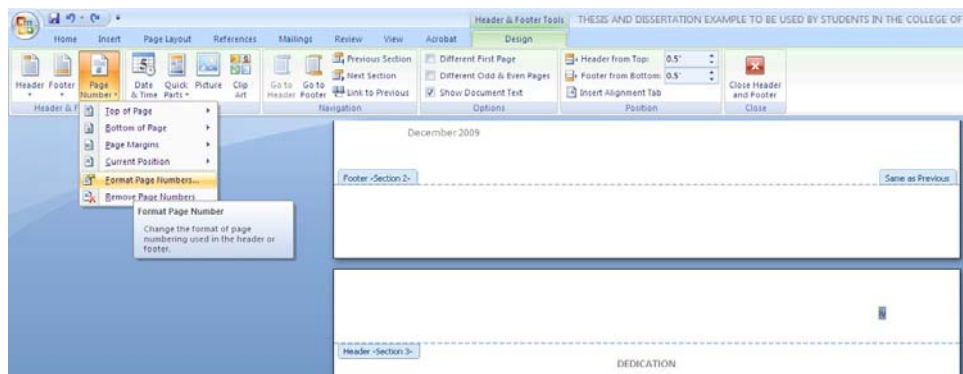 Header & Footer Tools THESIS AND DISSERTATION EXAMPLE TO BE USED BY STUDENTS IN THE COLLEGE OF
Home Insert Page Layout References Mailings Review View Acrobat Design
Header Footer Page Number Date & Time Quick Parts Picture Clip Art Go to Header Go to Footer
Previous Section Different First Page Header from Top: 0.5"
Next Section Different Odd & Even Pages Footer from Bottom: 0.5"
Link to Previous Show Document Text Insert Alignment Tab
Close Header and Footer
Header & F Navigation Options Position Close
Top of Page
Bottom of Page
Page Margins
Current Position
Format Page Numbers...
Remove Page Numbers
Format Page Number
Change the format of page
numbering used in the header or
footer.
December 2009
Footer -Section 2- Same as Previous
iv
Header -Section 3-
DEDICATION